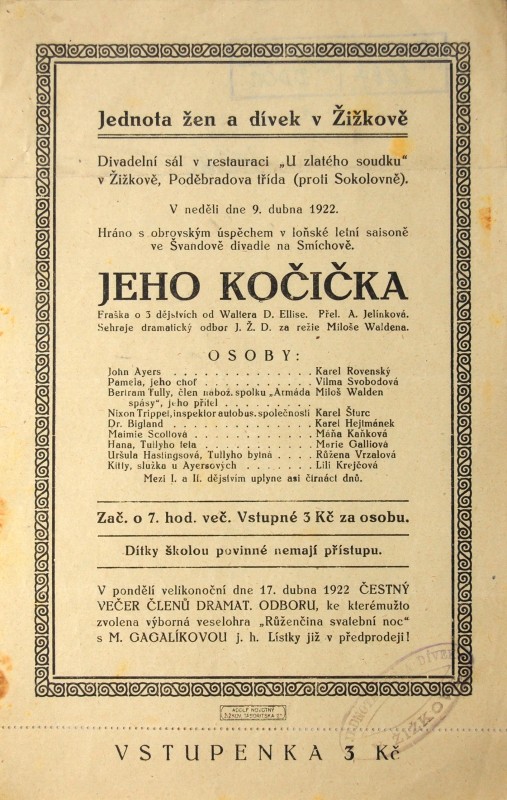 Jednota žen a dívek v Žižkově
Divadelní sál v restauraci „U zlatého soudku“
v Žižkově, Poděbradova třída (proti Sokolovně).
V neděli dne 9. dubna 1922.
Hráno s obrovským úspěchem v loňské letní saisoně
ve Švandově divadle na Smíchově.
JEHO KOČIČKA
Fraška o 3 dějstvích od Waltera D. Ellise. Přel. A. Jelínková.
Sehraje dramatický odbor J. Ž. D. za režie Miloše Waldena.
OSOBY:
John Ayers . . . . . . . . . . . . . Karel Rovenský
Pamela, jeho choť . . . . . . . . . . Vilma Svobodová
Bertram Tully, člen nábož. spolku „Armáda Miloš Walden
spásy“, jeho přítel . . . . . . . . .
Nixon Trippel, inspektor autobus. společnosti Karel Šturc
Dr. Bigland . . . . . . . . . . . . . Karel Hejtmánek
Maimie Scottová . . . . . . . . . . . Máňa Kaňková
Hana, Tullyho teta . . . . . . . . . . Marie Galliová
Uršula Hastingsová, Tullyho bytná . . . . Růžena Vrzalová
Kitty, služka u Ayersových . . . . . . . Lili Krejčová
Mezi I. a II. dějstvím uplyne asi čtrnáct dnů.
Zač. o 7. hod. več. Vstupné 3 Kč za osobu.
Dítky školou povinné nemají přístupu.
V pondělí velikonoční dne 17. dubna 1922 ČESTNÝ
VEČER ČLENŮ DRAMAT. ODBORU, ke kterémužto
zvolena výborná veselohra „Růženčina svatební noc“
s M. GAGALÍKOVOU j. h. Lístky již v předprodeji!
ADOLF NOVOTNÝ
ŽIŽKOV,
VSTUPENKA 3 Kč